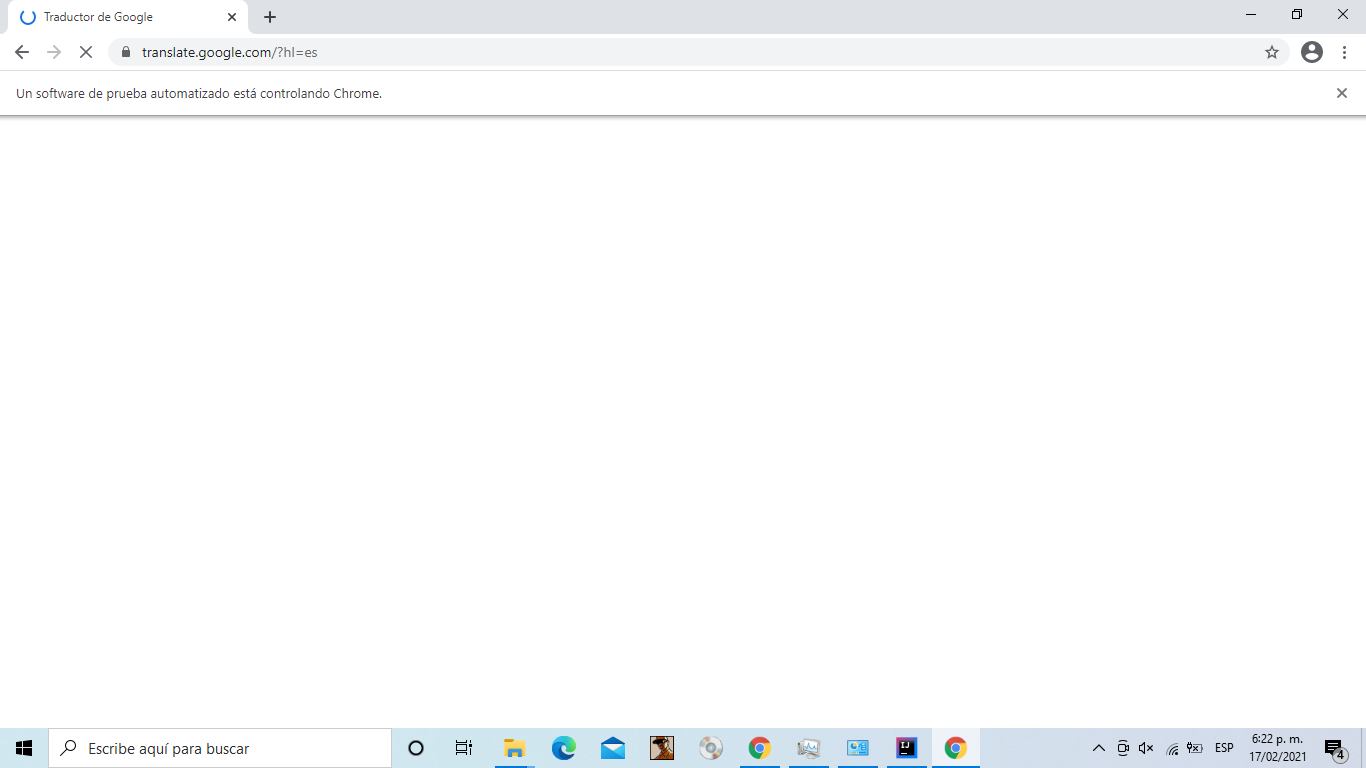 Traductor de Google
translate.google.com/?hl=es
Un software de prueba automatizado está controlando Chrome.
Escribe aquí para buscar
IJ
ESP
6:22 p. m.
17/02/2021
4